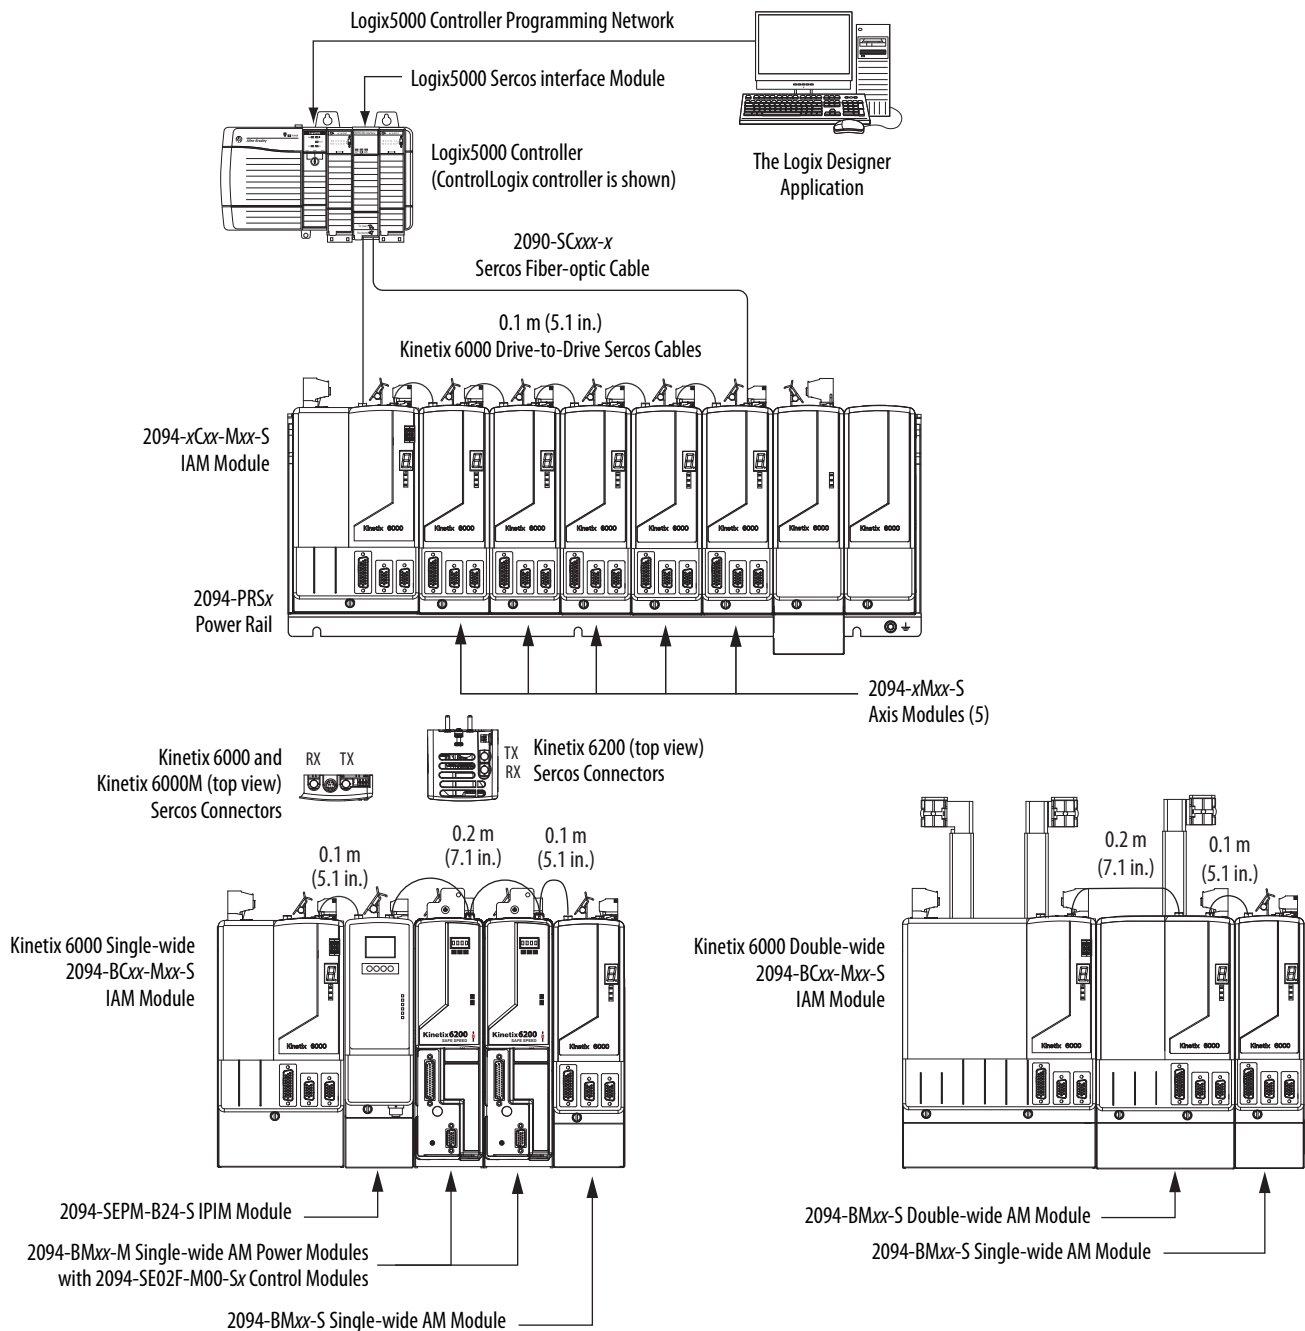 Logix5000 Controller Programming Network
Logix5000 Sercos interface Module
Logix5000 Controller
(ControlLogix controller is shown)
The Logix Designer
Application
2090-SCxxx-x
Sercos Fiber-optic Cable
0.1 m (5.1 in.)
Kinetix 6000 Drive-to-Drive Sercos Cables
2094-xCxx-Mxx-S
IAM Module
Kinetix 6000
Kinetix 6000
Kinetix 6000
Kinetix 6000
Kinetix 6000
Kinetix 6000
Kinetix 6000
Kinetix 6000
2094-PRSx
Power Rail
2094-xMxx-S
Axis Modules (5)
Kinetix 6000 and
Kinetix 6000M (top view)
Sercos Connectors
RX TX
TX
RX
Kinetix 6200 (top view)
Sercos Connectors
0.1 m
(5.1 in.)
0.2 m
(7.1 in.)
0.1 m
(5.1 in.)
0.2 m
(7.1 in.)
0.1 m
(5.1 in.)
Kinetix 6000 Single-wide
2094-BCxx-Mxx-S
IAM Module
Kinetix 6000
Kinetix6200
SAFE SPEED
Kinetix6200
SAFE SPEED
Kinetix 6000
Kinetix 6000 Double-wide
2094-BCxx-Mxx-S
IAM Module
Kinetix 6000
Kinetix 6000
Kinetix 6000
2094-SEPM-B24-S IPIM Module
2094-BMxx-M Single-wide AM Power Modules
with 2094-SE02F-M00-Sx Control Modules
2094-BMxx-S Single-wide AM Module
2094-BMxx-S Double-wide AM Module
2094-BMxx-S Single-wide AM Module